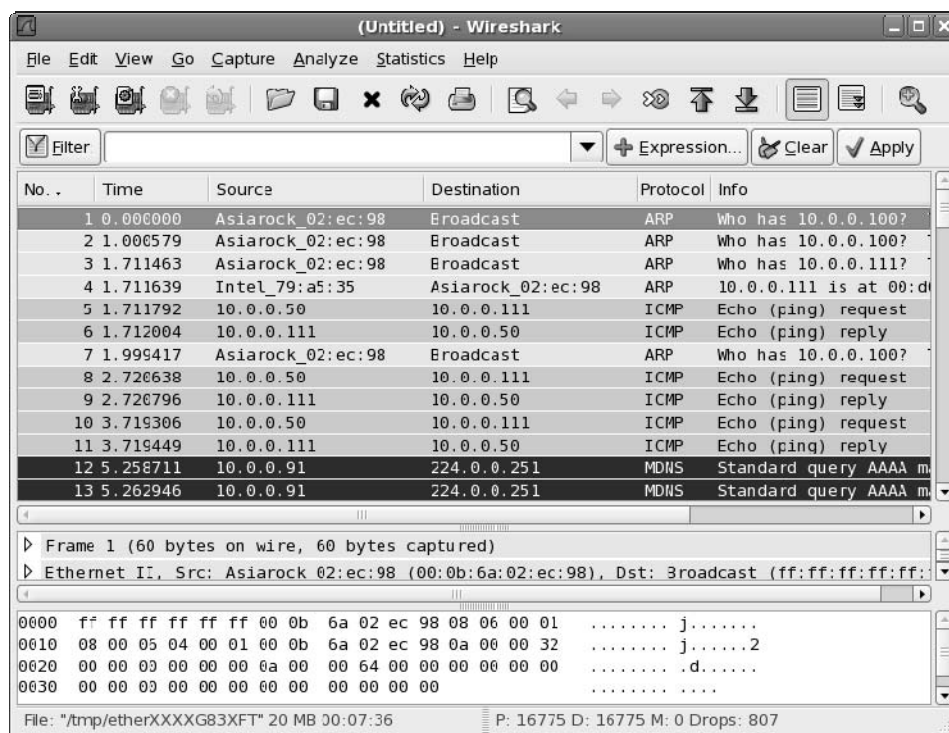 (Untitled) - Wireshark
File Edit View Go Capture Analyze Statistics Help
Filter Expression... Clear Apply
No. . Time Source Destination Protocol Info
1 0.000000 Asiarock_02:ec:98 Broadcast ARP Who has 10.0.0.100?
2 1.000579 Asiarock_02:ec:98 Broadcast ARP Who has 10.0.0.100?
3 1.711463 Asiarock_02:ec:98 Broadcast ARP Who has 10.0.0.111?
4 1.711639 Intel_79:a5:35 Asiarock_02:ec:98 ARP 10.0.0.111 is at 00:d0
5 1.711792 10.0.0.50 10.0.0.111 ICMP Echo (ping) request
6 1.712004 10.0.0.111 10.0.0.50 ICMP Echo (ping) reply
7 1.999417 Asiarock_02:ec:98 Broadcast ARP Who has 10.0.0.100?
8 2.720638 10.0.0.50 10.0.0.111 ICMP Echo (ping) request
9 2.720796 10.0.0.111 10.0.0.50 ICMP Echo (ping) reply
10 3.719306 10.0.0.50 10.0.0.111 ICMP Echo (ping) request
11 3.719449 10.0.0.111 10.0.0.50 ICMP Echo (ping) reply
12 5.258711 10.0.0.91 224.0.0.251 MDNS Standard query AAAA
13 5.262946 10.0.0.91 224.0.0.251 MDNS Standard query AAAA
Frame 1 (60 bytes on wire, 60 bytes captured)
Ethernet II, Src: Asiarock_02:ec:98 (00:0b:6a:02:ec:98), Dst: Broadcast (ff:ff:ff:ff:ff:
0000 ff ff ff ff ff ff 00 0b 6a 02 ec 98 08 06 00 01 ........ j.......
0010 08 00 06 04 00 01 00 0b 6a 02 ec 98 0a 00 00 32 ........ j......2
0020 00 00 00 00 00 00 0a 00 00 64 00 00 00 00 00 00 ........ .d......
0030 00 00 00 00 00 00 00 00 00 00 00 00 ........ ....
File: "/tmp/etherXXXXG83XFT" 20 MB 00:07:36 P: 16775 D: 16775 M: 0 Drops: 807